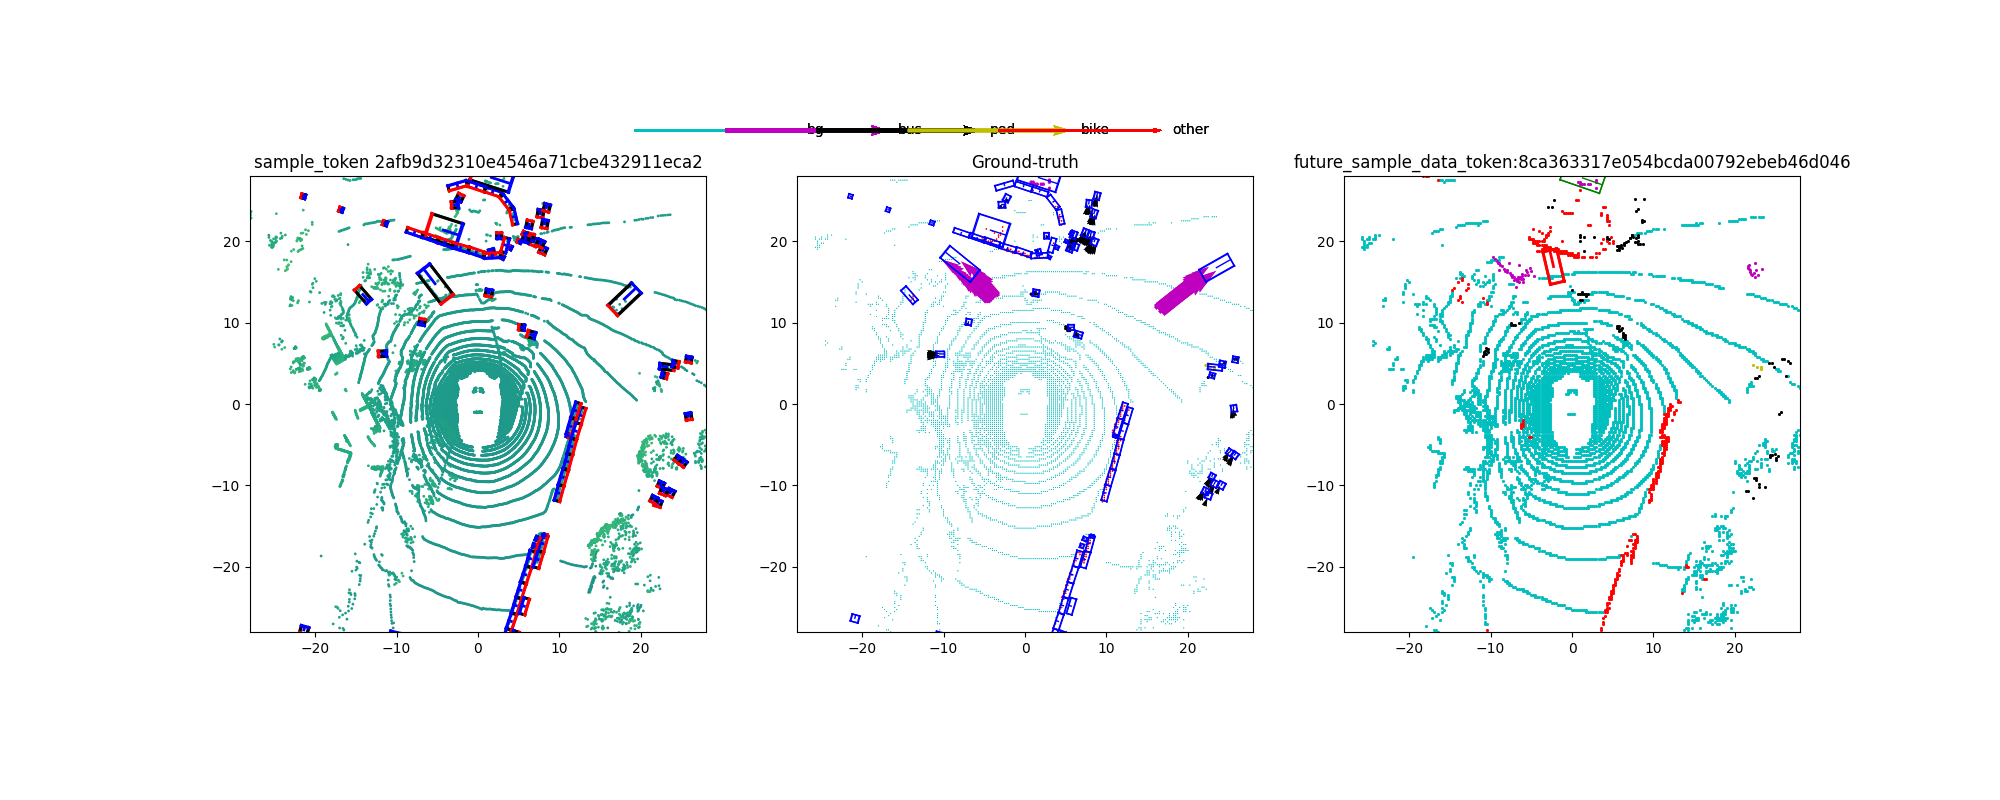 bg bus ped bike other
sample_token 2afb9d32310e4546a71cbe432911eca2
Ground-truth
future_sample_data_token:8ca363317e054bcda00792ebeb46d046
20
10
0
−10
−20
−20 −10 0 10 20
20
10
0
−10
−20
−20 −10 0 10 20
20
10
0
−10
−20
−20 −10 0 10 20